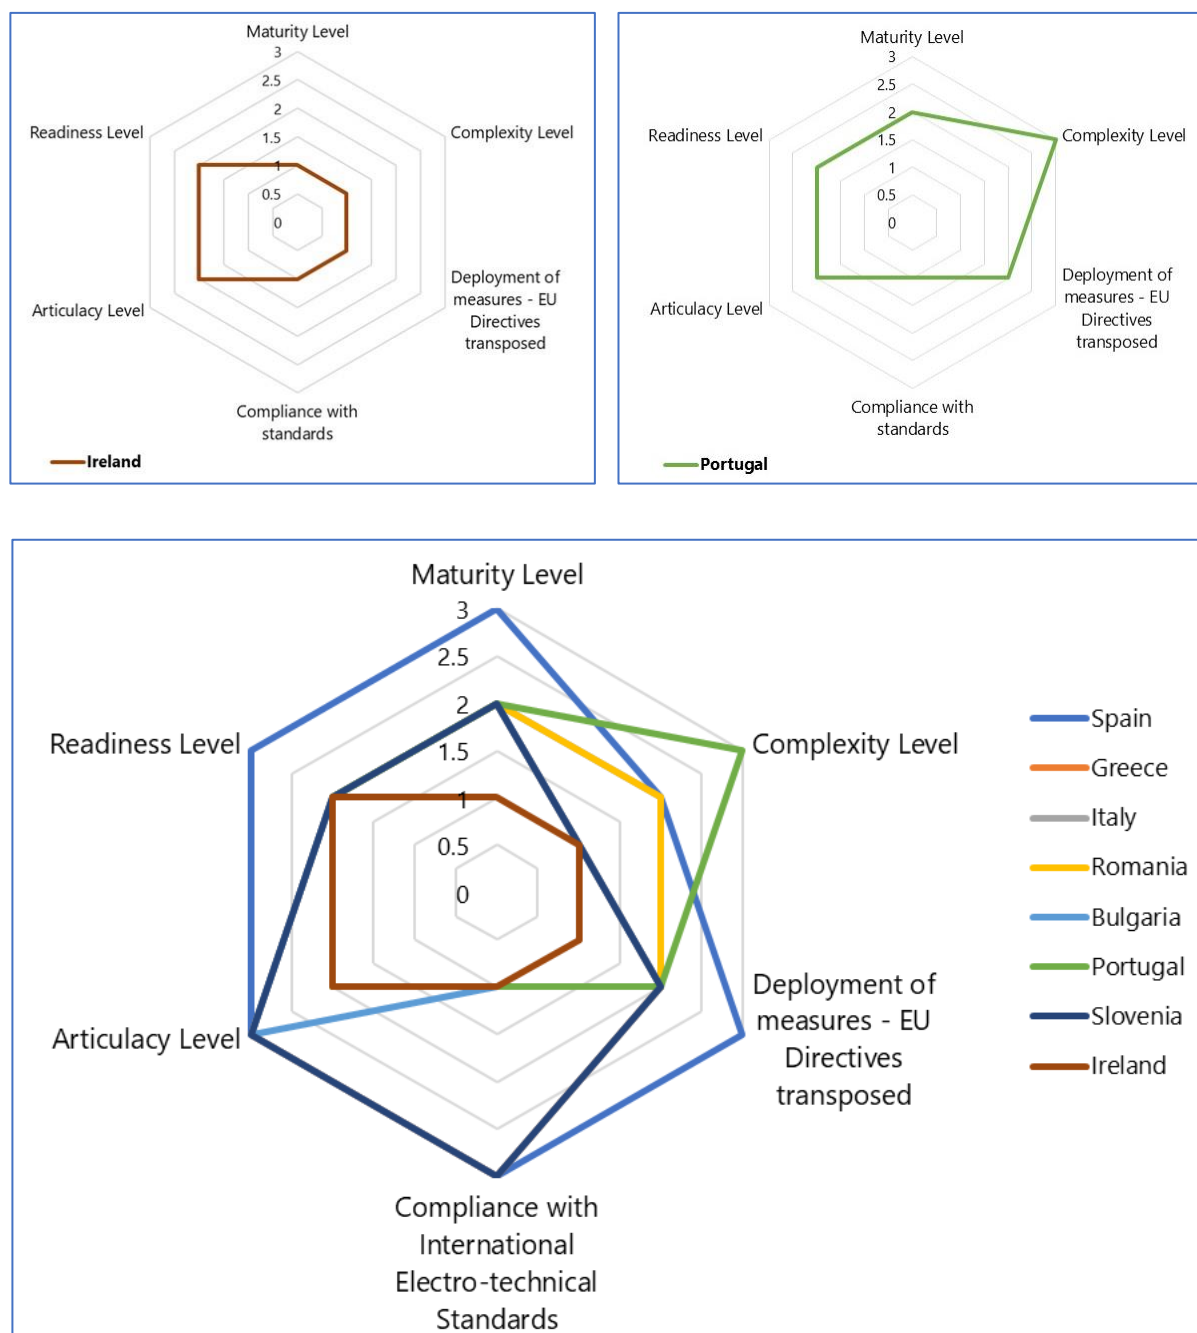 Maturity Level
3
2.5
2
1.5
1
0.5
0
Readiness Level
Complexity Level
Articulacy Level
Deployment of
measures - EU
Directives
transposed
Compliance with
standards
Ireland
Maturity Level
3
2.5
2
1.5
1
0.5
0
Readiness Level
Complexity Level
Articulacy Level
Deployment of
measures - EU
Directives
transposed
Compliance with
standards
Portugal
Maturity Level
3
2.5
2
1.5
1
0.5
0
Readiness Level
Complexity Level
Articulacy Level
Deployment of
measures - EU
Directives
transposed
Compliance with
International
Electro-technical
Standards
Spain
Greece
Italy
Romania
Bulgaria
Portugal
Slovenia
Ireland